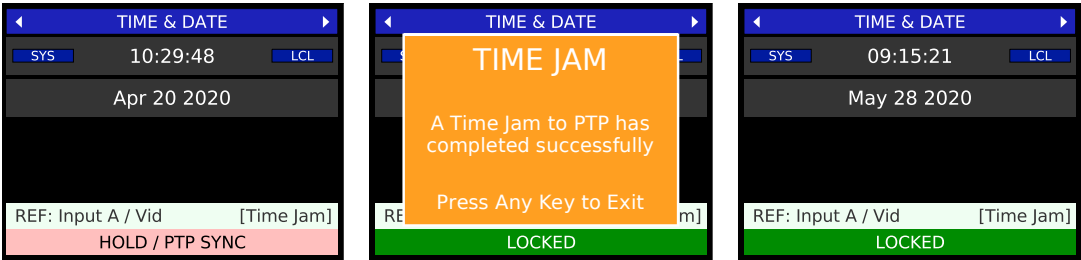 TIME & DATE
SYS 10:29:48 LCL
Apr 20 2020
REF: Input A / Vid [Time Jam]
HOLD / PTP SYNC
TIME & DATE
TIME JAM
A Time Jam to PTP has
completed successfully
Press Any Key to Exit
LOCKED
TIME & DATE
SYS 09:15:21 LCL
May 28 2020
REF: Input A / Vid [Time Jam]
LOCKED